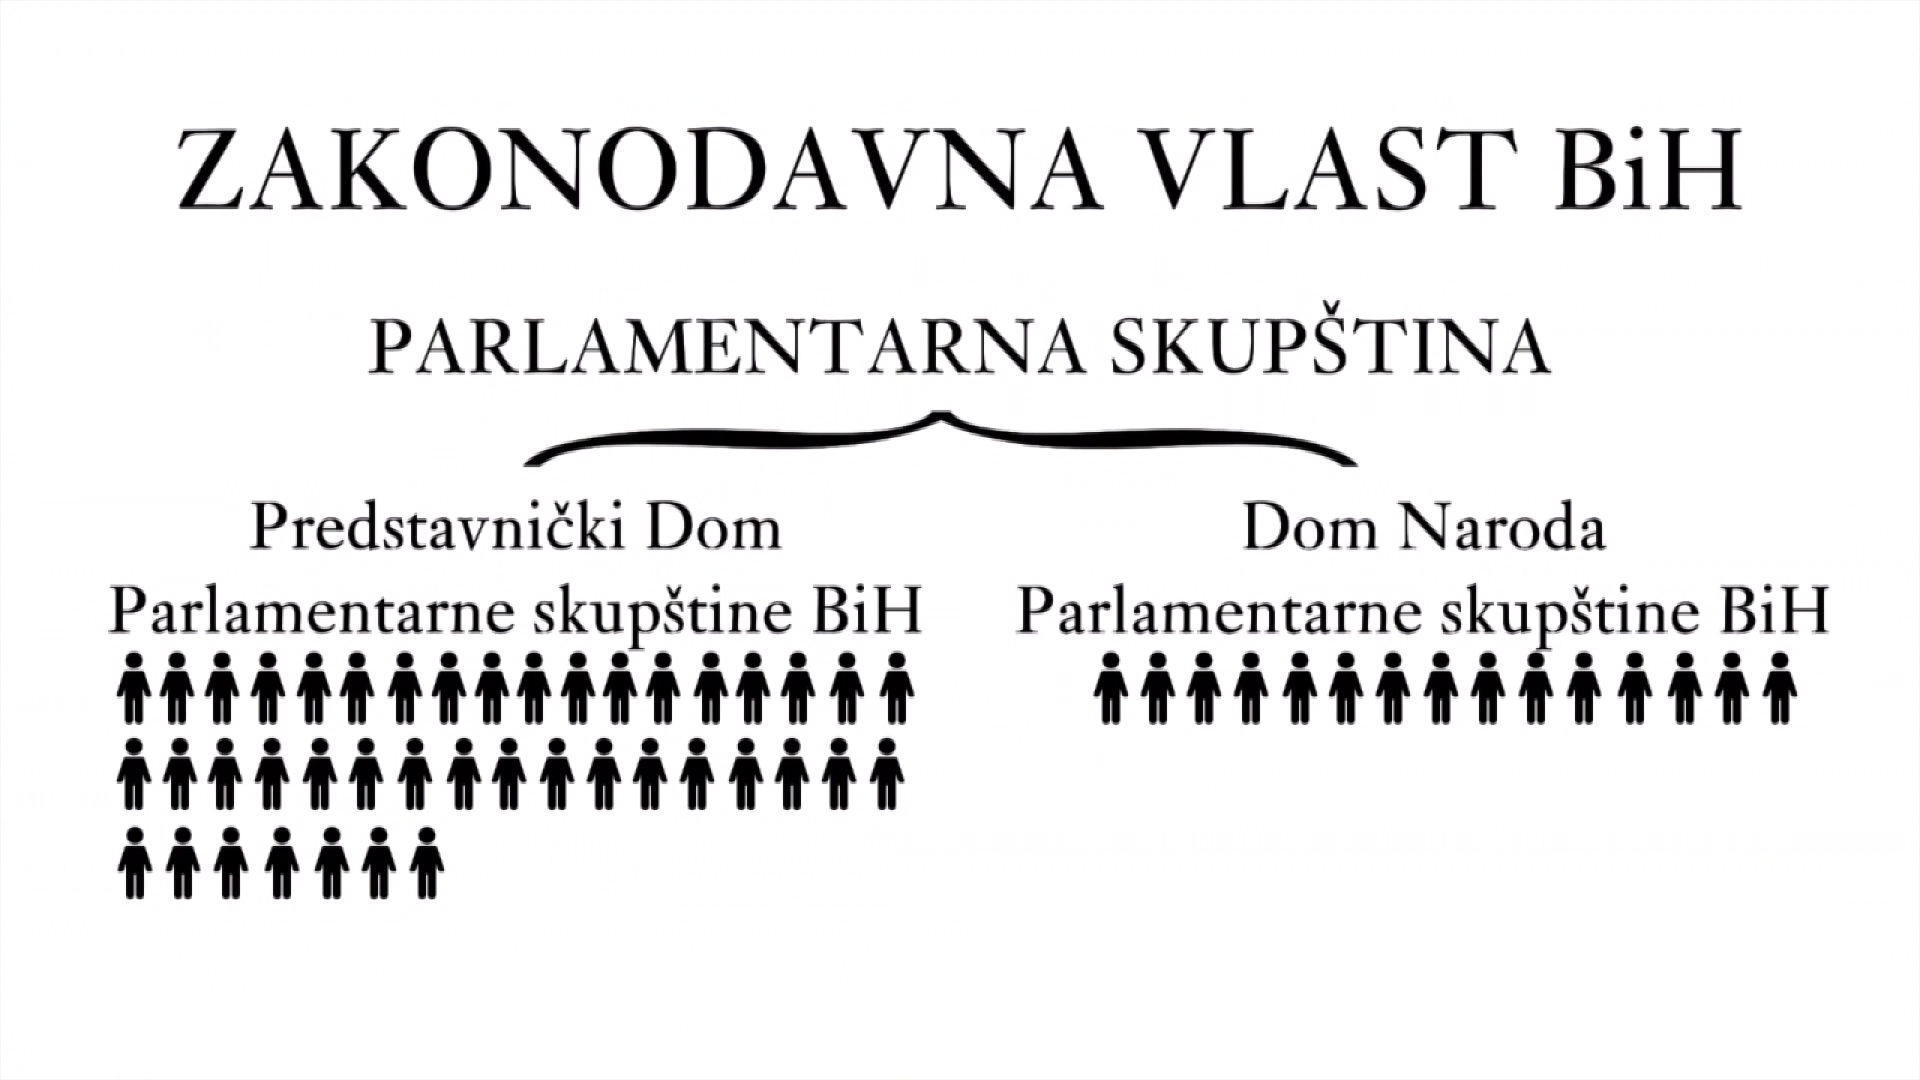 ZAKONODAVNA VLAST BiH
PARLAMENTARNA SKUPŠTINA
Predstavnički Dom
Parlamentarne skupštine BiH
Dom Naroda
Parlamentarne skupštine BiH